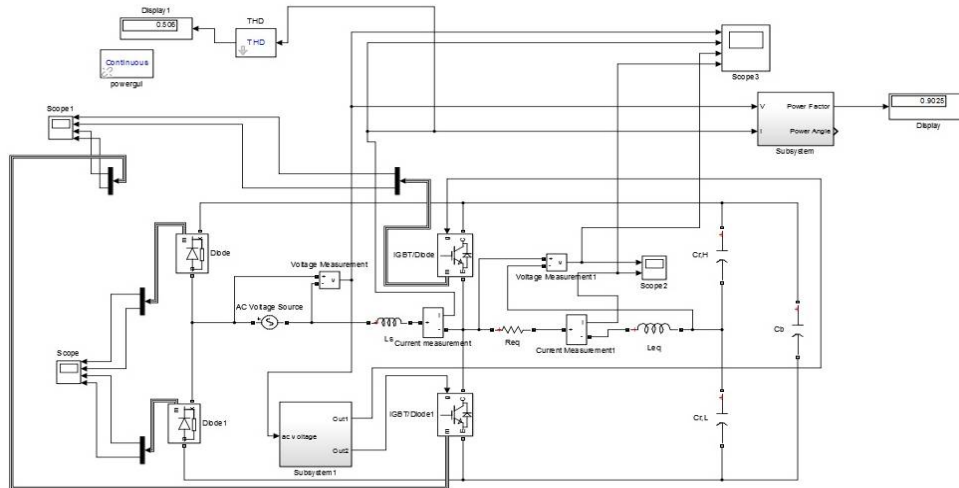 Display1
0.506
THD
THD
Continuous
powergui
Scope1
Scope3
V
I
Power Factor
Power Angle
Subsystem
0.9025
Display
Diode
Voltage Measurement
AC Voltage Source
IGBT/Diode
Voltage Measurement1
Scope2
Cr,H
Cb
Ls
Current measurement
Req
Current Measurement1
Leq
Scope
Diode1
ac voltage
Out1
Out2
Subsystem1
IGBT/Diode1
Cr,L